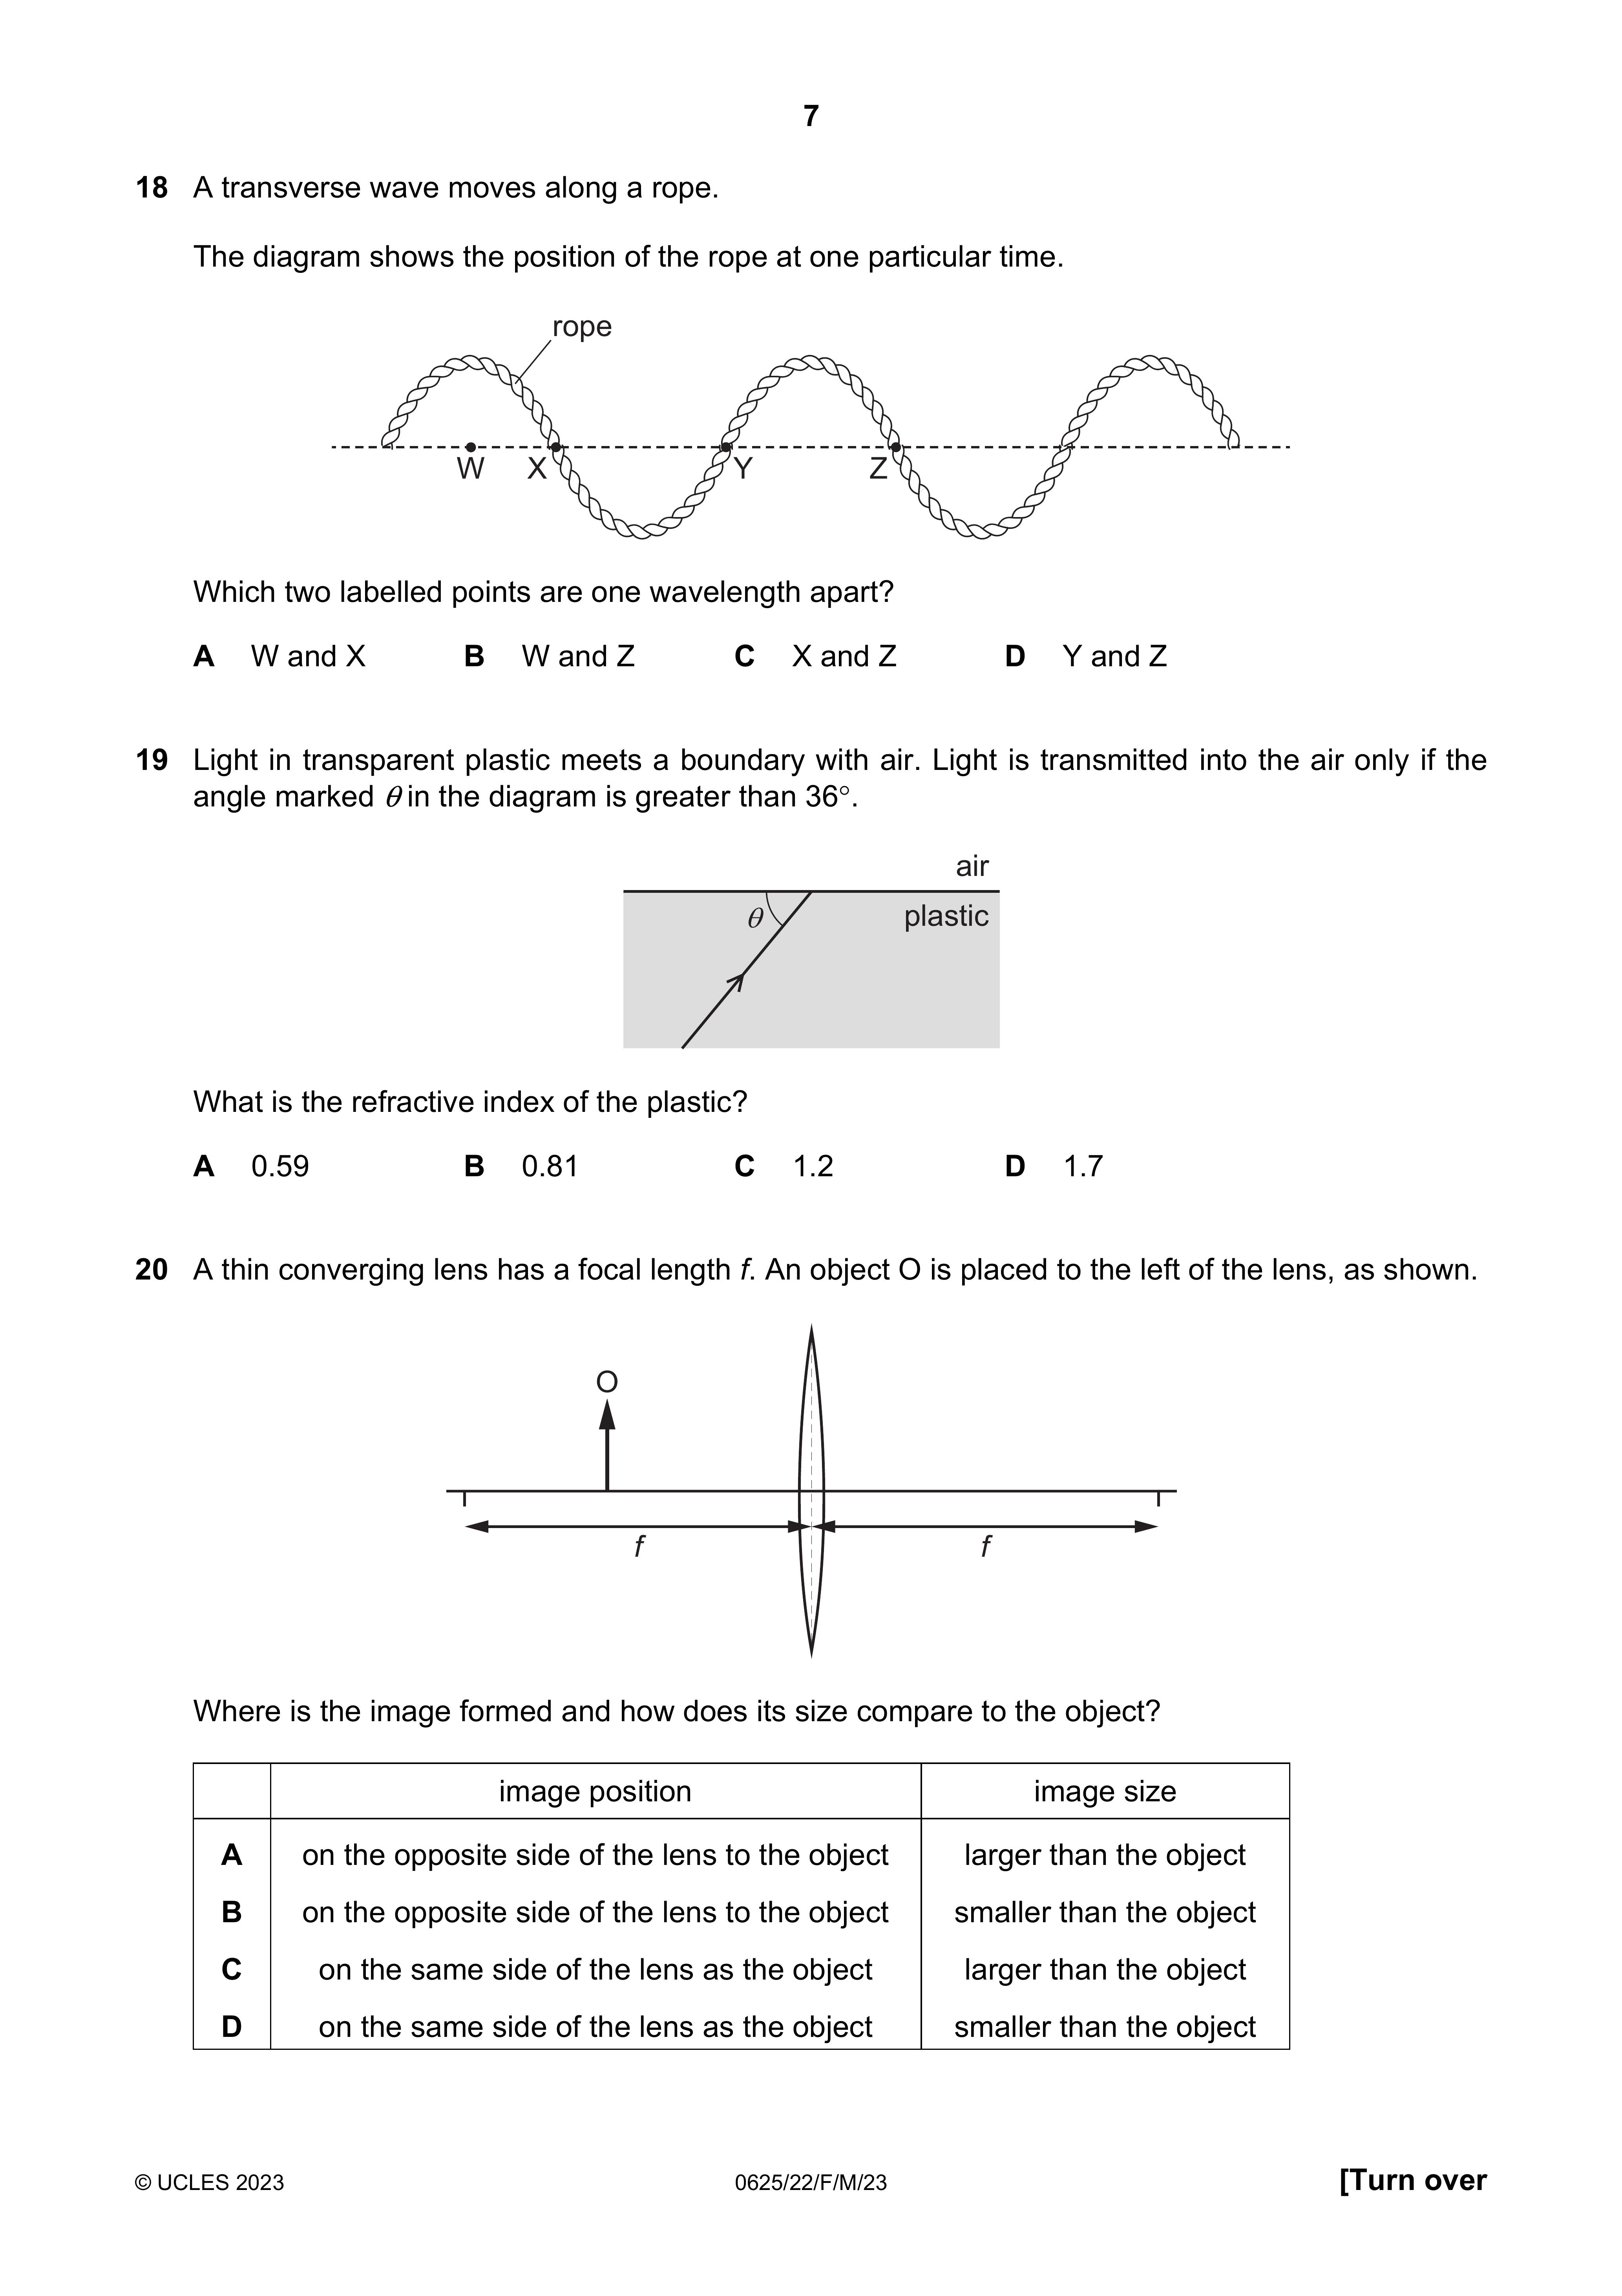 7
18 A transverse wave moves along a rope.
The diagram shows the position of the rope at one particular time.
rope
W X Y Z
Which two labelled points are one wavelength apart?
A W and X B W and Z C X and Z D Y and Z
19 Light in transparent plastic meets a boundary with air. Light is transmitted into the air only if the
angle marked θ in the diagram is greater than 36°.
air
θ plastic
What is the refractive index of the plastic?
A 0.59 B 0.81 C 1.2 D 1.7
20 A thin converging lens has a focal length f. An object O is placed to the left of the lens, as shown.
O
f f
Where is the image formed and how does its size compare to the object?
image position image size
A on the opposite side of the lens to the object larger than the object
B on the opposite side of the lens to the object smaller than the object
C on the same side of the lens as the object larger than the object
D on the same side of the lens as the object smaller than the object
© UCLES 2023 0625/22/F/M/23 [Turn over